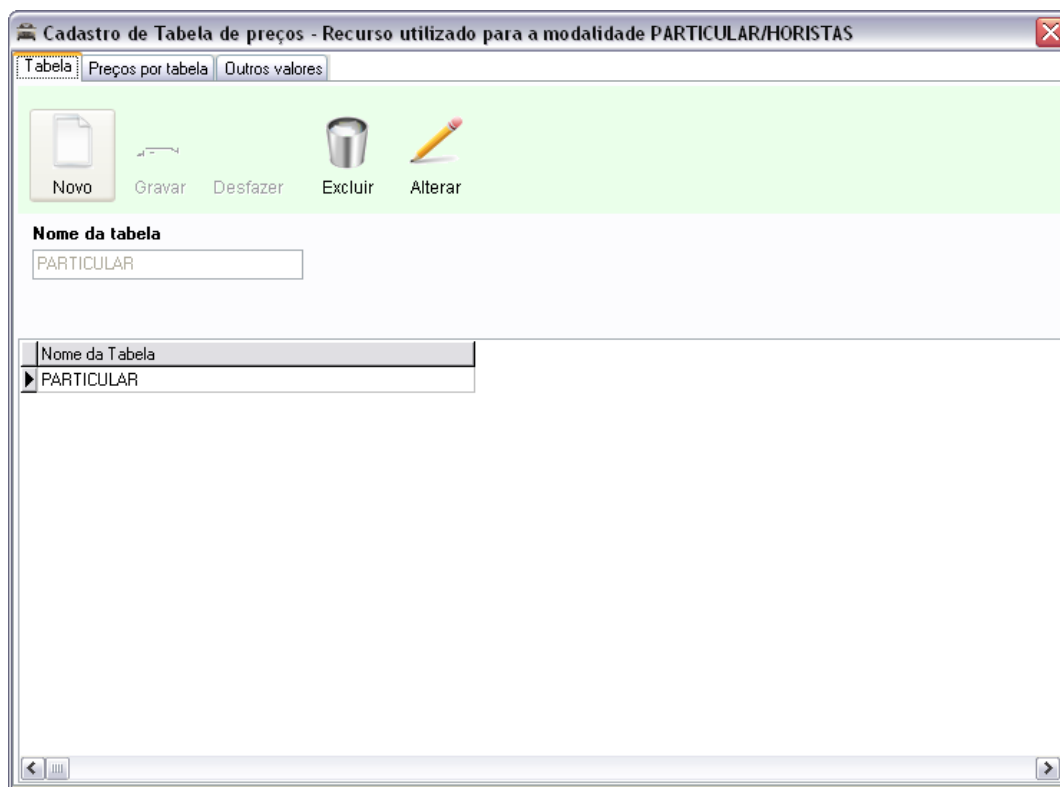 Cadastro de Tabela de preços - Recurso utilizado para a modalidade PARTICULAR/HORISTAS
Tabela Preços por tabela Outros valores
Novo Gravar Desfazer Excluir Alterar
Nome da tabela
PARTICULAR
Nome da Tabela
PARTICULAR